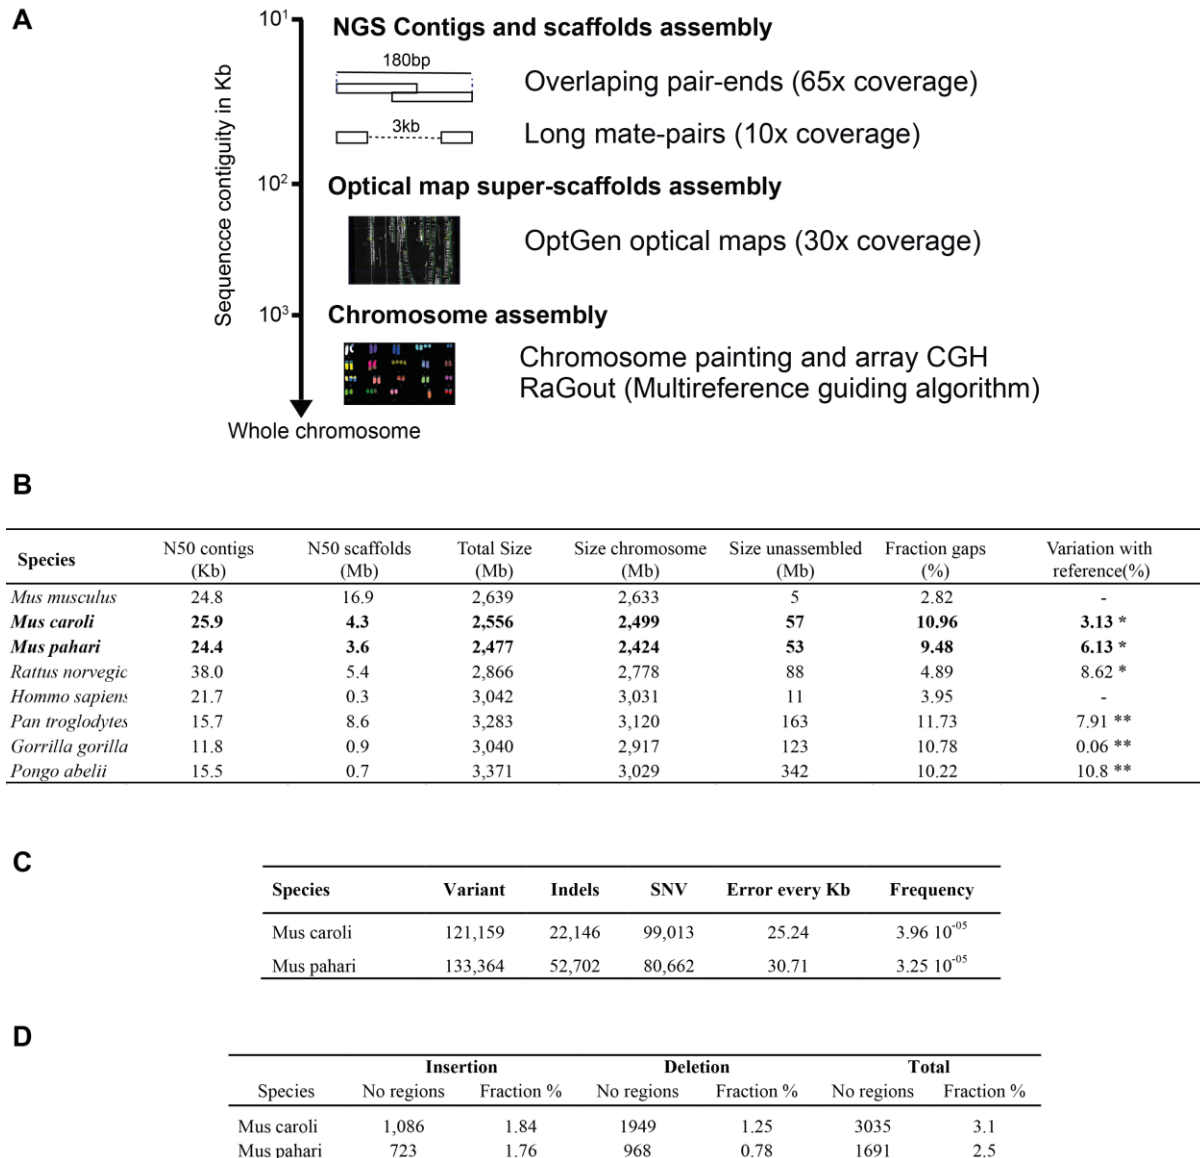 A
10^1
NGS Contigs and scaffolds assembly
180bp
Overlaping pair-ends (65x coverage)
3kb
Long mate-pairs (10x coverage)
Sequencce contiguity in Kb
10^2
Optical map super-scaffolds assembly
OptGen optical maps (30x coverage)
10^3
Chromosome assembly
Chromosome painting and array CGH
RaGout (Multireference guiding algorithm)
Whole chromosome
B
Species N50 contigs (Kb) N50 scaffolds (Mb) Total Size (Mb) Size chromosome (Mb) Size unassembled (Mb) Fraction gaps (%) Variation with reference(%)
Mus musculus 24.8 16.9 2,639 2,633 5 2.82 -
Mus caroli 25.9 4.3 2,556 2,499 57 10.96 3.13 *
Mus pahari 24.4 3.6 2,477 2,424 53 9.48 6.13 *
Rattus norvegic 38.0 5.4 2,866 2,778 88 4.89 8.62 *
Hommo sapiens 21.7 0.3 3,042 3,031 11 3.95 -
Pan troglodytes 15.7 8.6 3,283 3,120 163 11.73 7.91 **
Gorrilla gorilla 11.8 0.9 3,040 2,917 123 10.78 0.06 **
Pongo abelii 15.5 0.7 3,371 3,029 342 10.22 10.8 **
C
Species Variant Indels SNV Error every Kb Frequency
Mus caroli 121,159 22,146 99,013 25.24 3.96 10^-05
Mus pahari 133,364 52,702 80,662 30.71 3.25 10^-05
D
Insertion Deletion Total
Species No regions Fraction % No regions Fraction % No regions Fraction %
Mus caroli 1,086 1.84 1949 1.25 3035 3.1
Mus pahari 723 1.76 968 0.78 1691 2.5